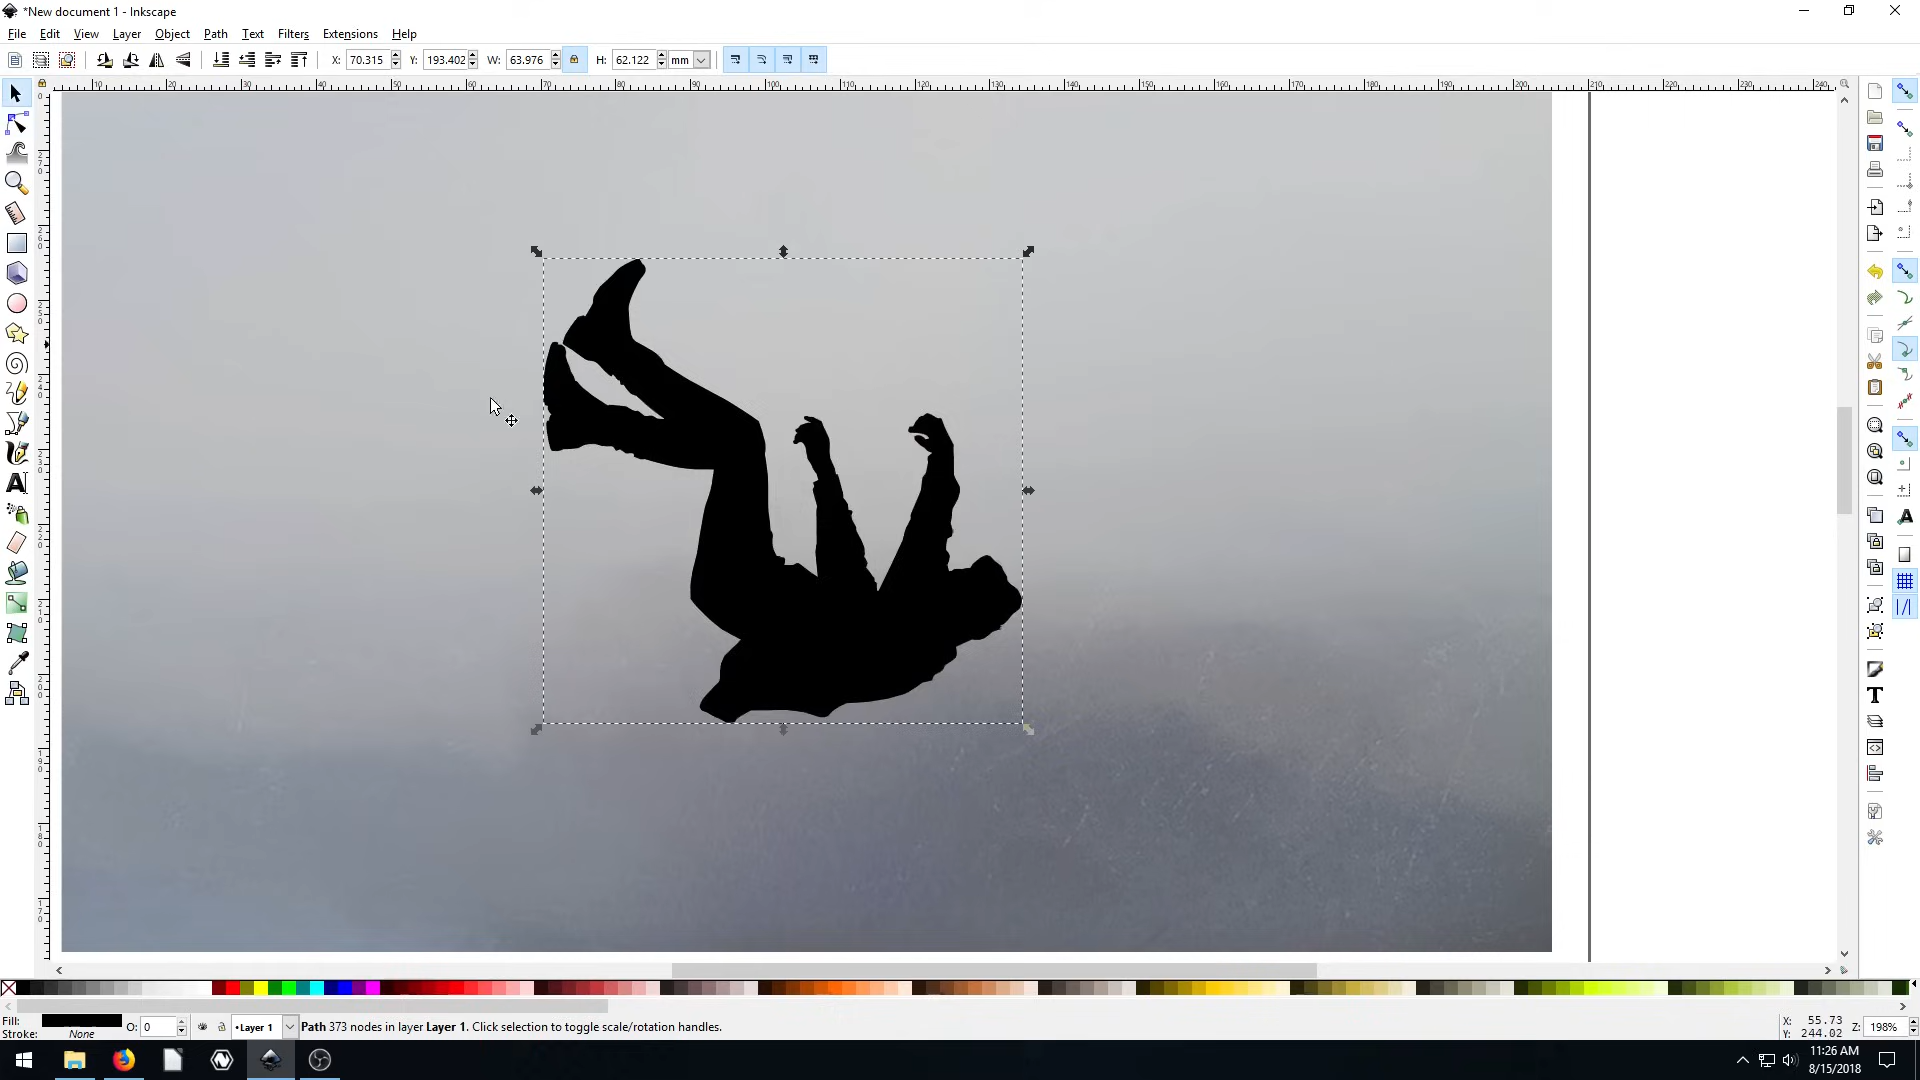 *New document 1 - Inkscape
File Edit View Layer Object Path Text Filters Extensions Help
X: 70.315 Y: 193.402 W: 63.976 H: 62.122 mm
Fill: O: 0 •Layer 1 Path 373 nodes in layer Layer 1. Click selection to toggle scale/rotation handles. X: 55.73 Z: 198%
Stroke: None Y: 244.02
11:26 AM
8/15/2018